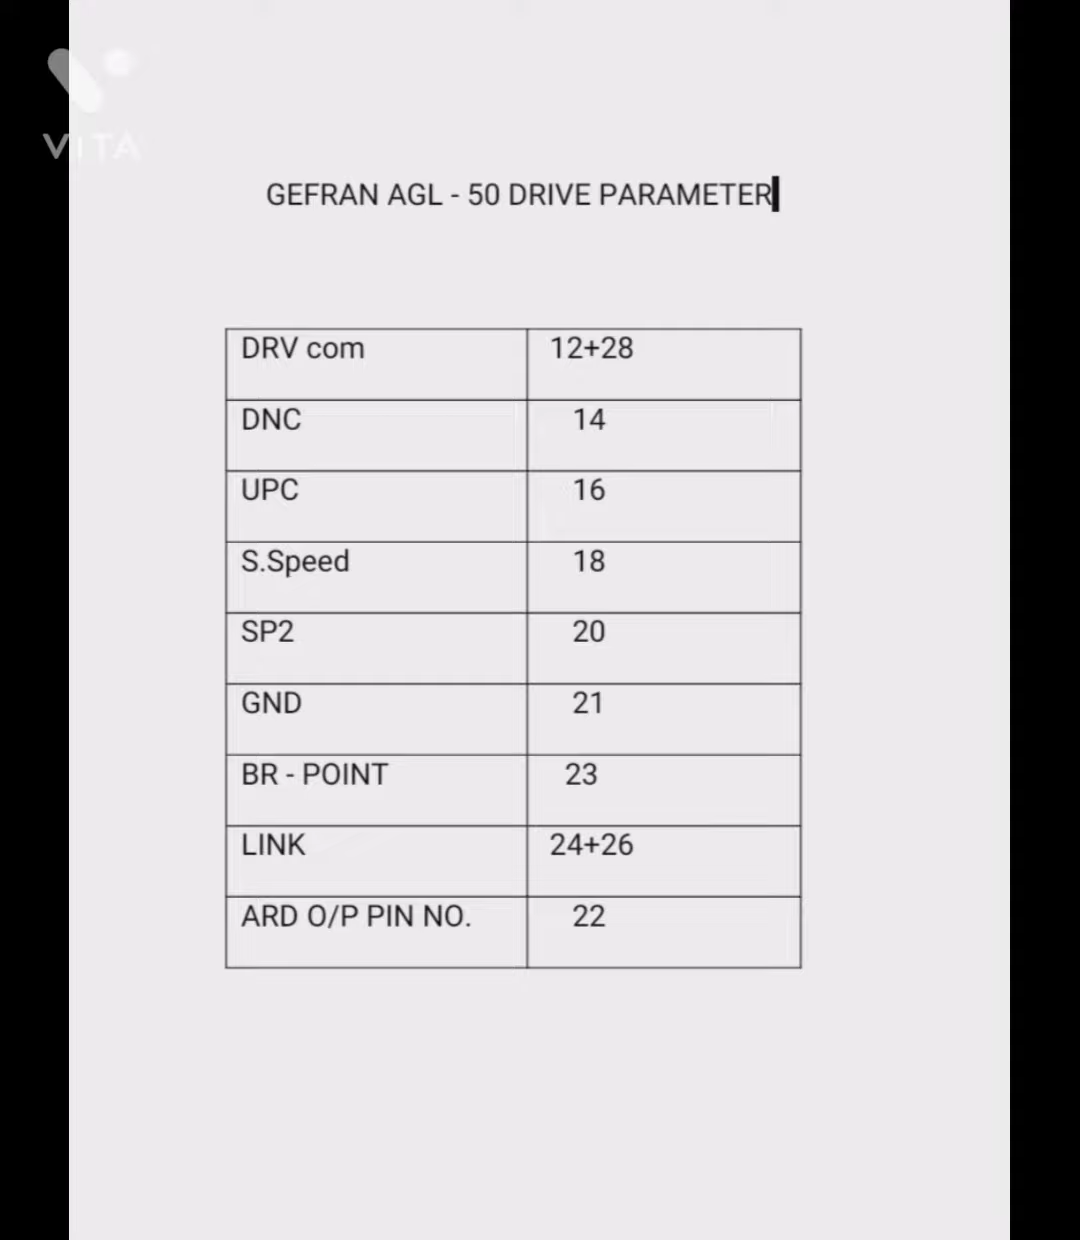 VITA
GEFRAN AGL - 50 DRIVE PARAMETER
DRV com 12+28
DNC 14
UPC 16
S.Speed 18
SP2 20
GND 21
BR - POINT 23
LINK 24+26
ARD O/P PIN NO. 22